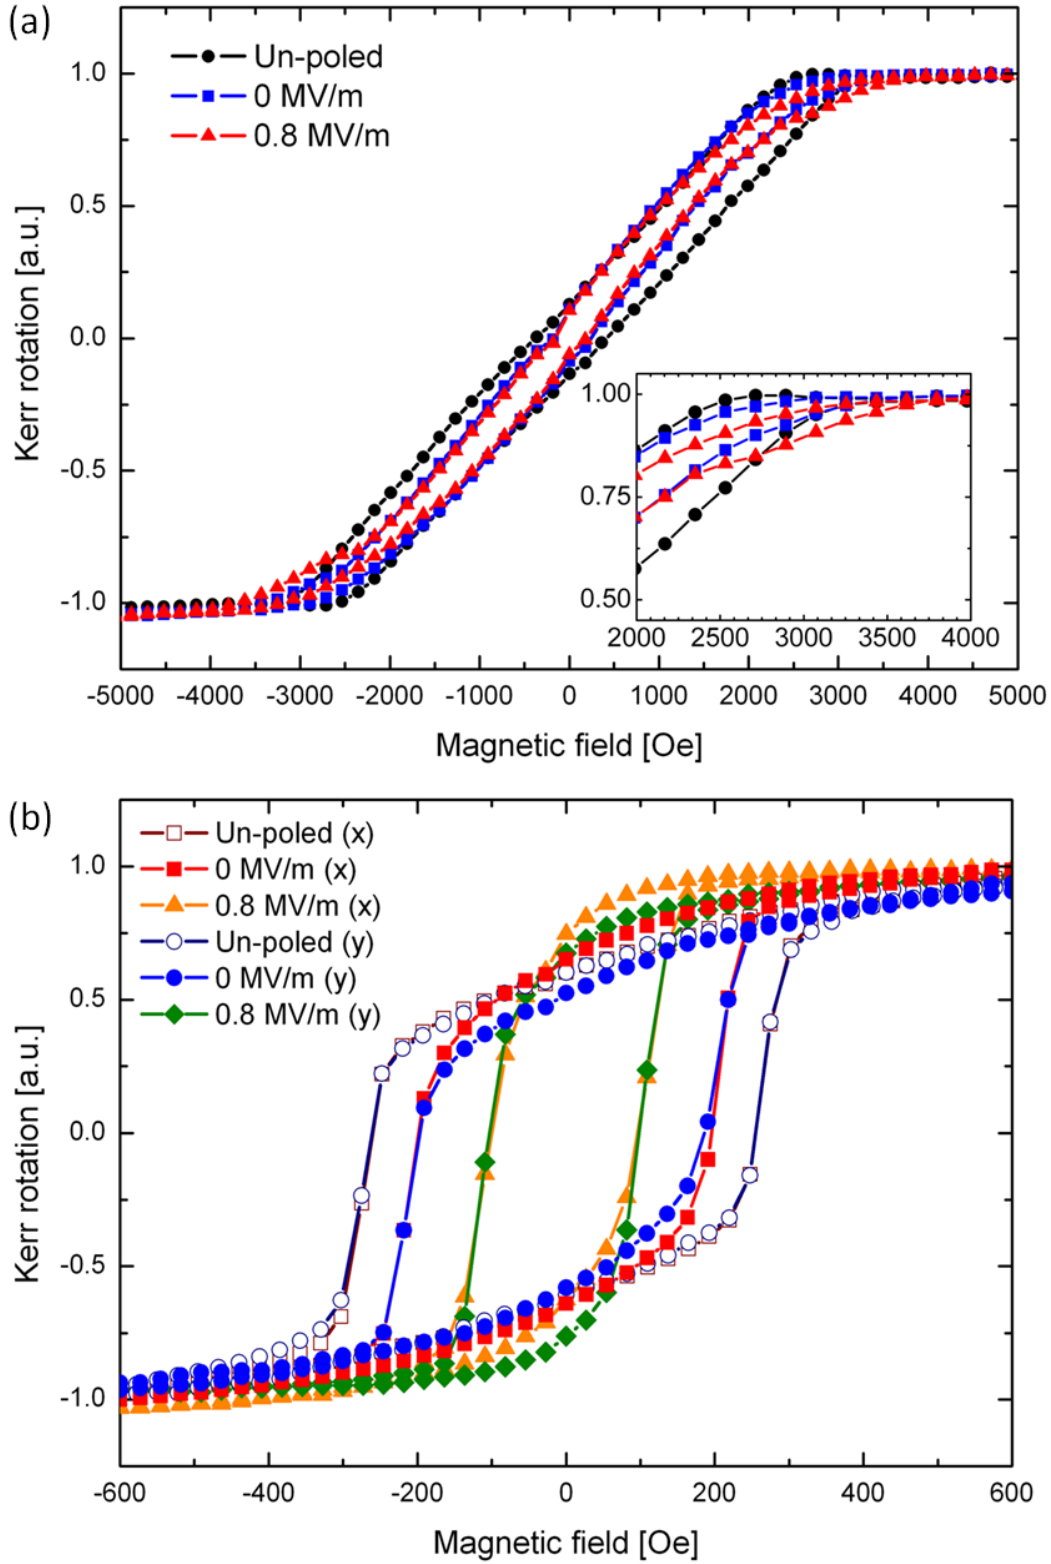 (a)
Un-poled
0 MV/m
0.8 MV/m
1.0
0.5
0.0
-0.5
-1.0
Kerr rotation [a.u.]
1.00
0.75
0.50
2000 2500 3000 3500 4000
-5000 -4000 -3000 -2000 -1000 0 1000 2000 3000 4000 5000
Magnetic field [Oe]
(b)
Un-poled (x)
0 MV/m (x)
0.8 MV/m (x)
Un-poled (y)
0 MV/m (y)
0.8 MV/m (y)
1.0
0.5
0.0
-0.5
-1.0
Kerr rotation [a.u.]
-600 -400 -200 0 200 400 600
Magnetic field [Oe]